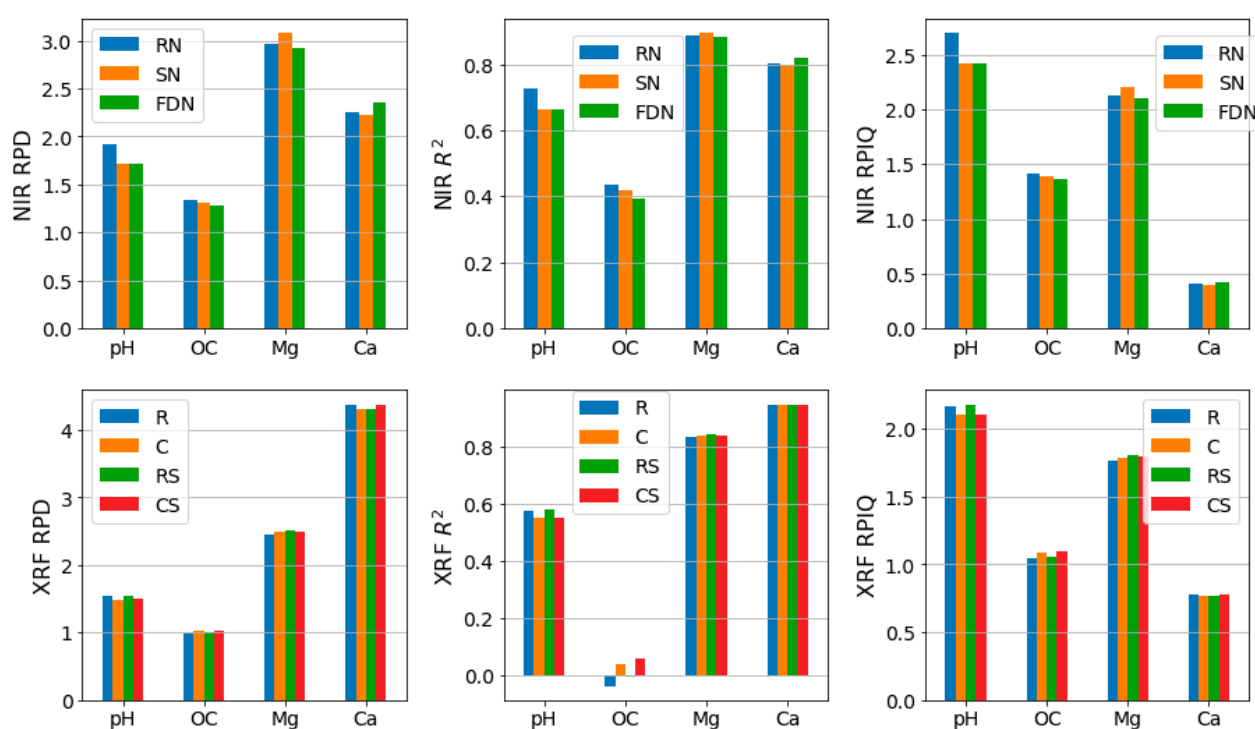 NIR RPD
3.0
2.5
2.0
1.5
1.0
0.5
0.0
RN
SN
FDN
pH OC Mg Ca
NIR R²
0.8
0.6
0.4
0.2
0.0
RN
SN
FDN
pH OC Mg Ca
NIR RPIQ
2.5
2.0
1.5
1.0
0.5
0.0
RN
SN
FDN
pH OC Mg Ca
XRF RPD
4
3
2
1
0
R
C
RS
CS
pH OC Mg Ca
XRF R²
0.8
0.6
0.4
0.2
0.0
R
C
RS
CS
pH OC Mg Ca
XRF RPIQ
2.0
1.5
1.0
0.5
0.0
R
C
RS
CS
pH OC Mg Ca